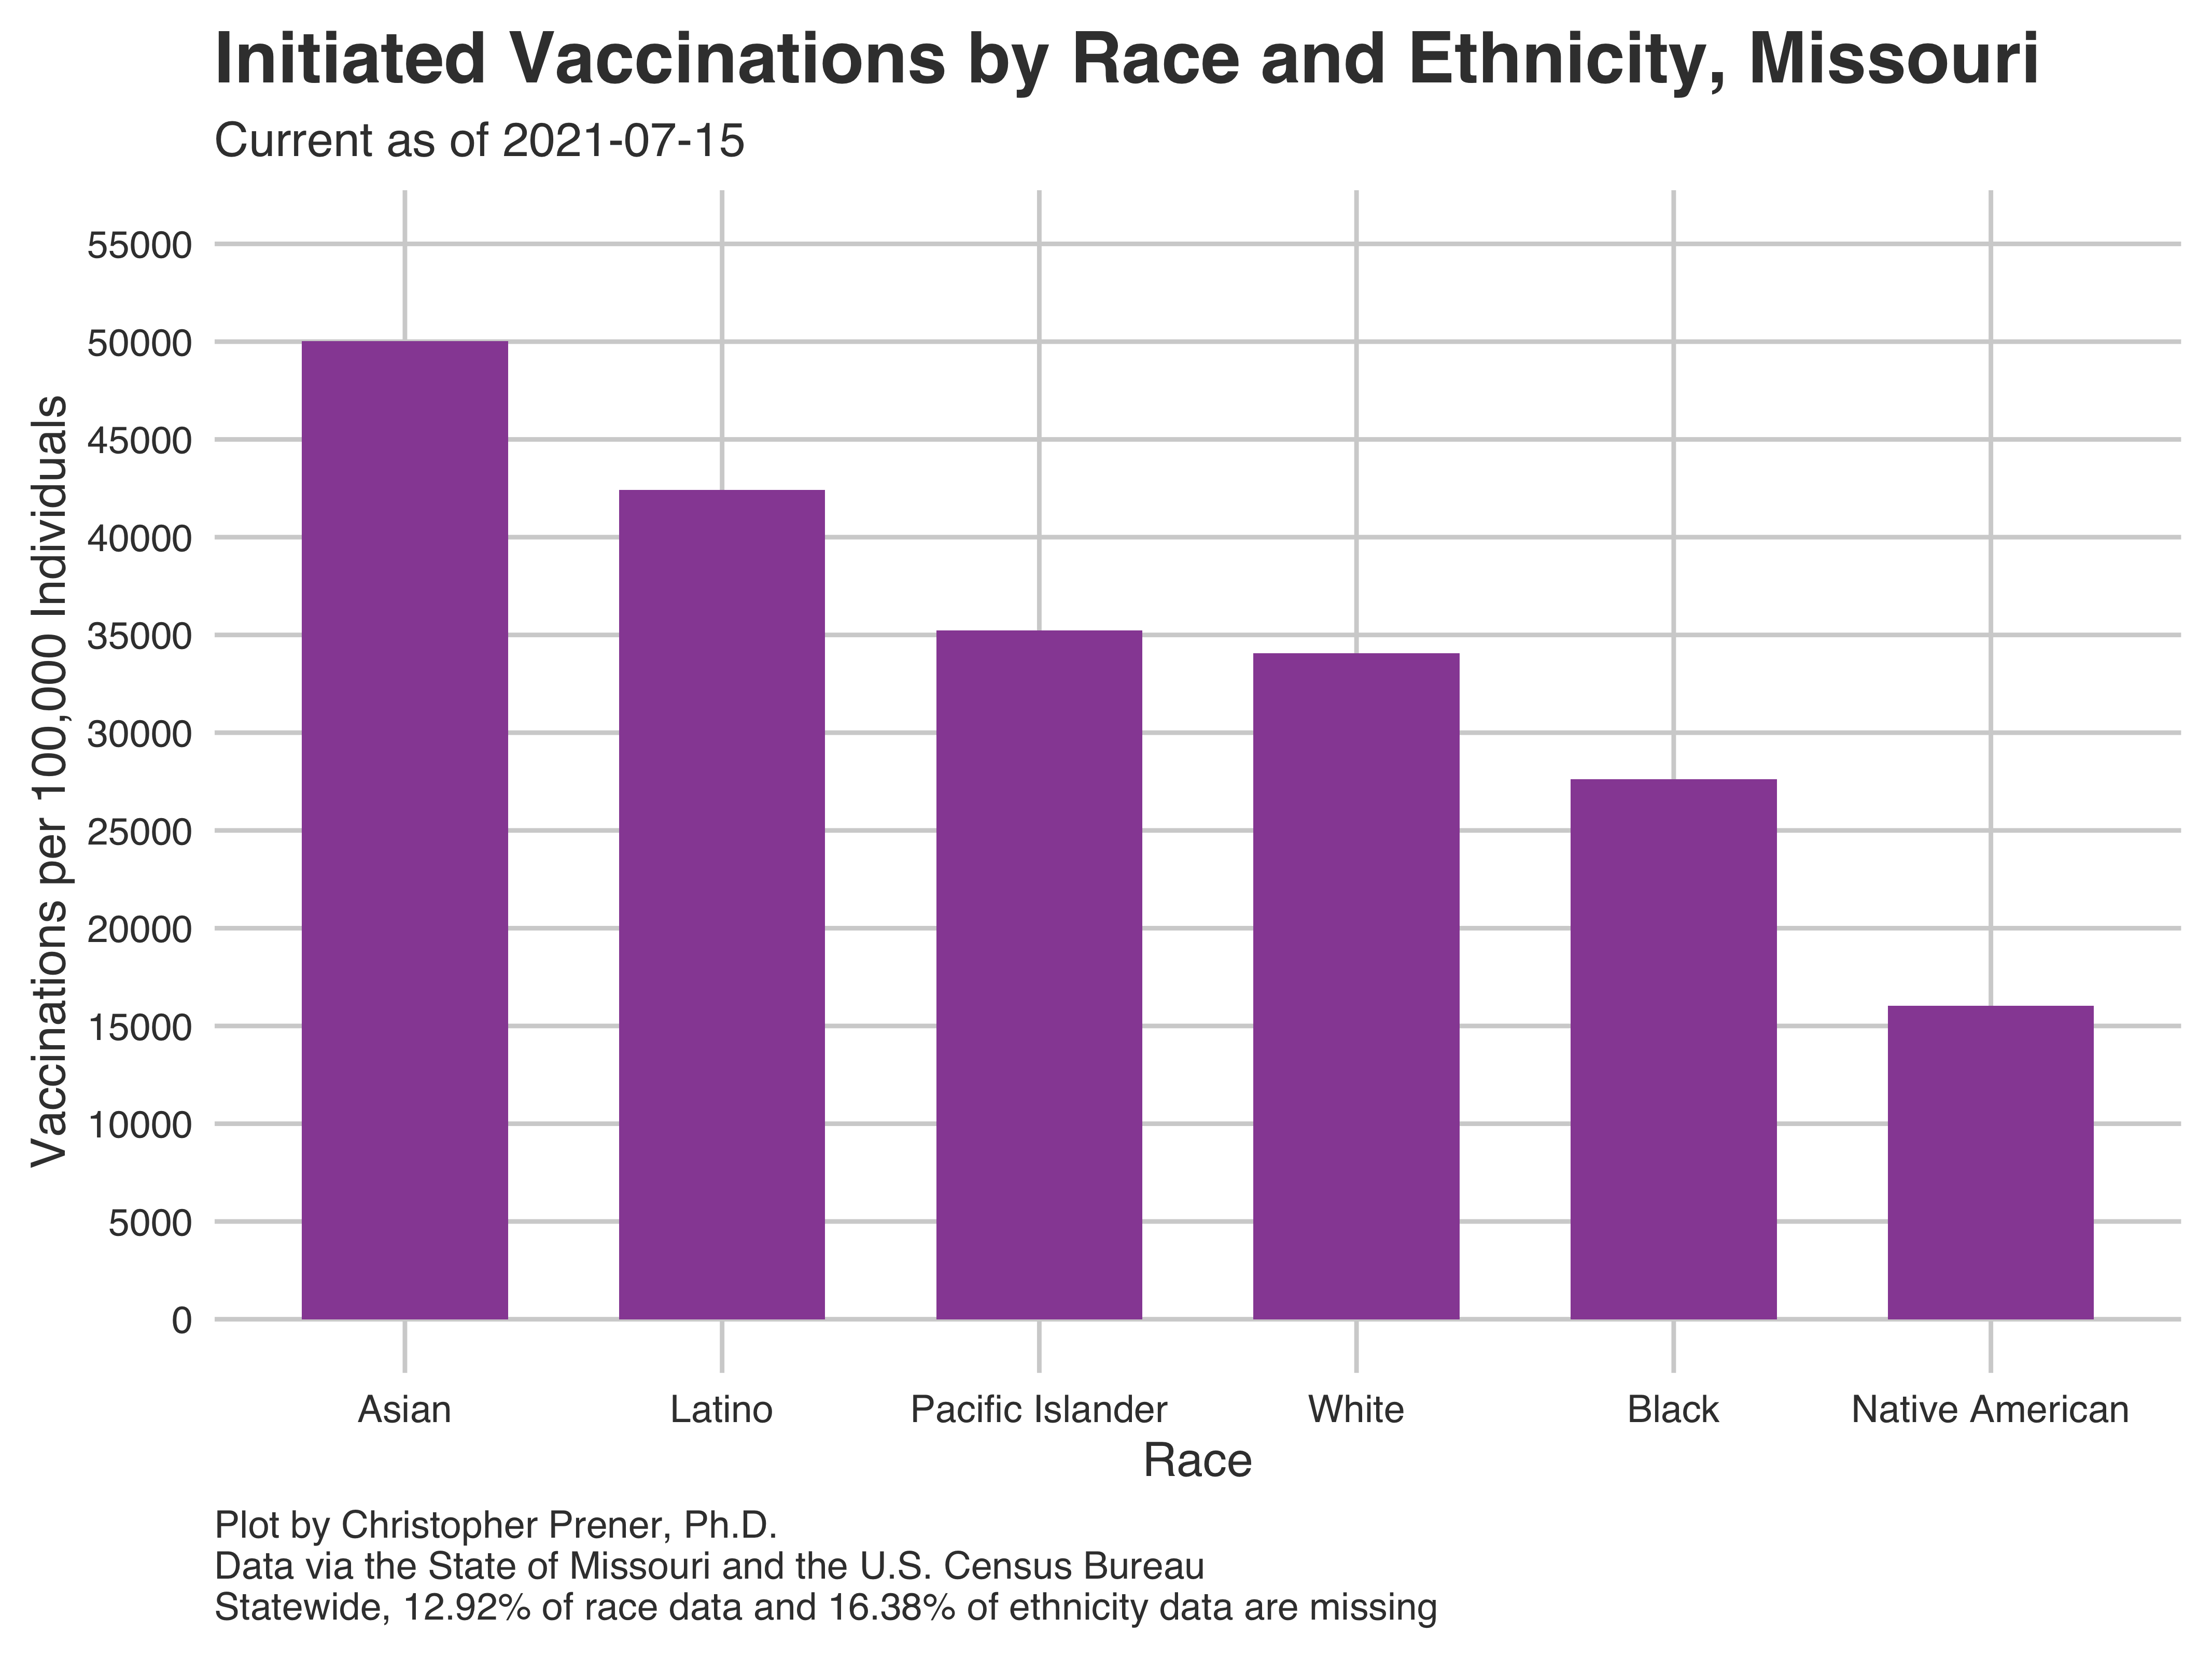 Initiated Vaccinations by Race and Ethnicity, Missouri
Current as of 2021-07-15
Vaccinations per 100,000 Individuals
55000
50000
45000
40000
35000
30000
25000
20000
15000
10000
5000
0
Asian Latino Pacific Islander White Black Native American
Race
Plot by Christopher Prener, Ph.D.
Data via the State of Missouri and the U.S. Census Bureau
Statewide, 12.92% of race data and 16.38% of ethnicity data are missing